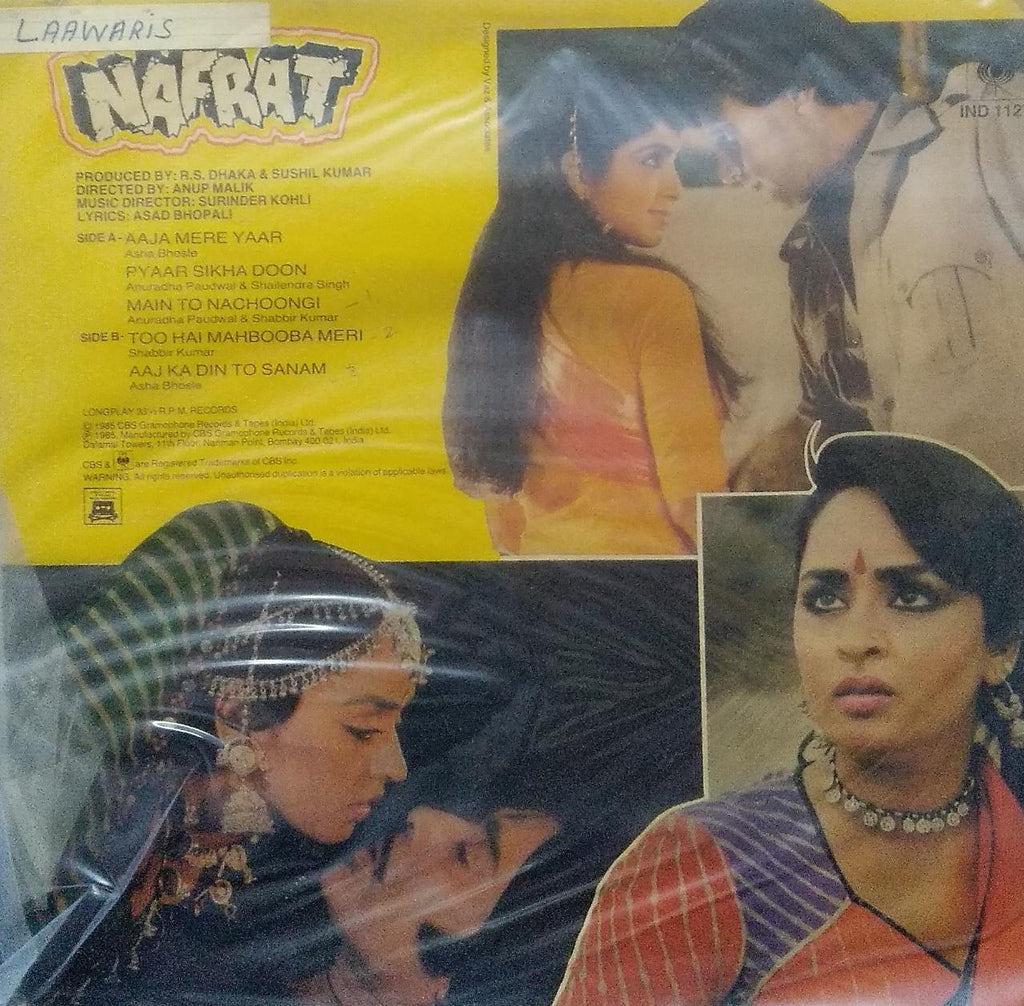 LAAWARIS
NAFRAT
Designed by
IND 112
PRODUCED BY: R.S. DHAKA & SUSHIL KUMAR
DIRECTED BY: ANUP MALIK
MUSIC DIRECTOR: SURINDER KOHLI
LYRICS: ASAD BHOPALI
SIDE A- AAJA MERE YAAR
Asha Bhosle
PYAAR SIKHA DOON
Anuradha Paudwal & Shailendra Singh
MAIN TO NACHOONGI
Anuradha Paudwal & Shabbir Kumar
SIDE B- TOO HAI MAHBOOBA MERI
Shabbir Kumar
AAJ KA DIN TO SANAM
Asha Bhosle
LONGPLAY 33⅓ R.P.M. RECORDS
© 1985 CBS Gramophone Records & Tapes (India) Ltd.
℗ 1985. Manufactured by CBS Gramophone Records & Tapes (India) Ltd.
Dalamal Towers, 11th Floor, Nariman Point, Bombay 400 021, India
CBS & are Registered Trademarks of CBS Inc.
WARNING. All rights reserved. Unauthorised duplication is a violation of applicable laws